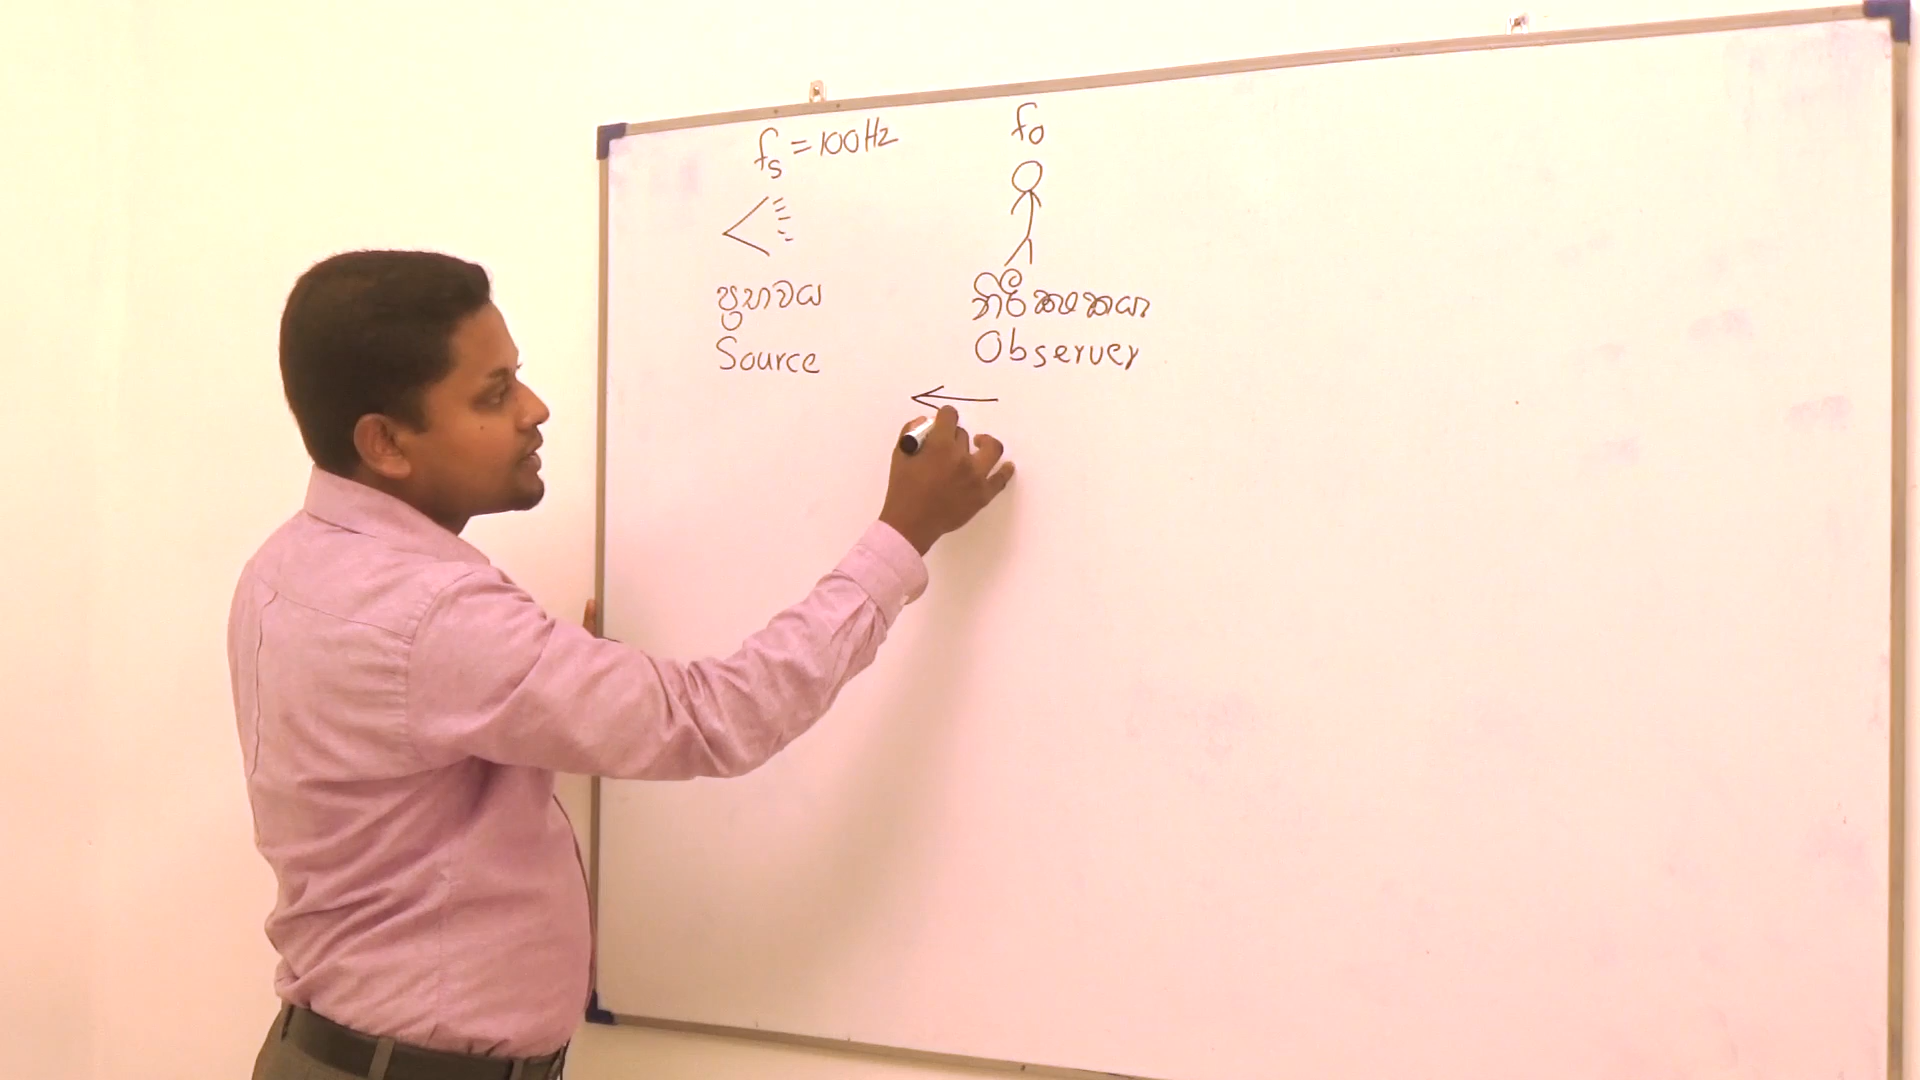 fs = 100Hz
fo
ප්‍රභවය
නිරීක්ෂකයා
Source
Observer